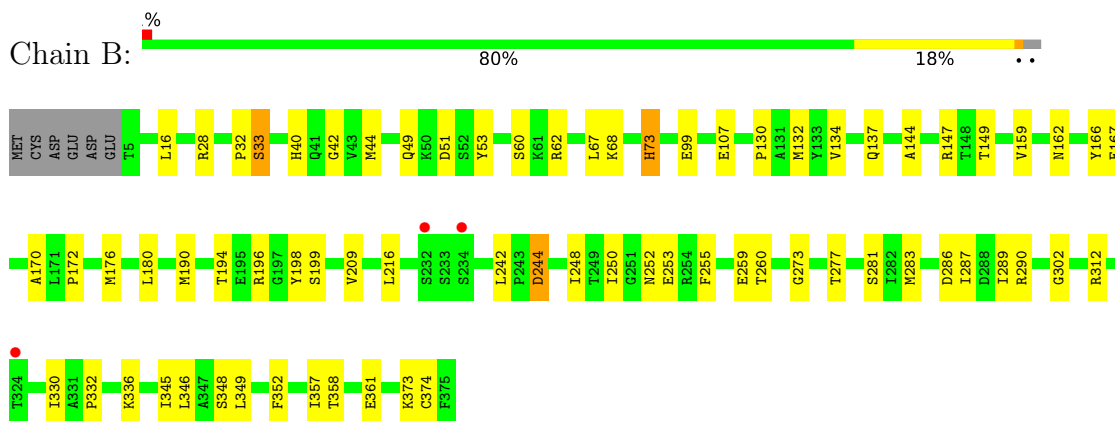 %
Chain B:
80% 18% . .
MET CYS ASP GLU ASP GLU T5 L16 R28 P32 S33 H40 Q41 G42 V43 M44 Q49 K50 D51 S52 Y53 S60 K61 R62 L67 K68 H73 E99 E107 P130 A131 M132 Y133 V134 Q137 A144 R147 T148 T149 V159 N162 Y166 E167
A170 L171 P172 M176 L180 M190 T194 E195 R196 G197 Y198 S199 V209 L216 S232 S233 S234 L242 P243 D244 I248 T249 I250 G251 N252 E253 R254 F255 E259 T260 G273 T277 S281 I282 M283 D286 I287 D288 I289 R290 G302 R312
T324 I330 A331 P332 K336 I345 L346 A347 S348 L349 F352 I357 T358 E361 K373 C374 F375